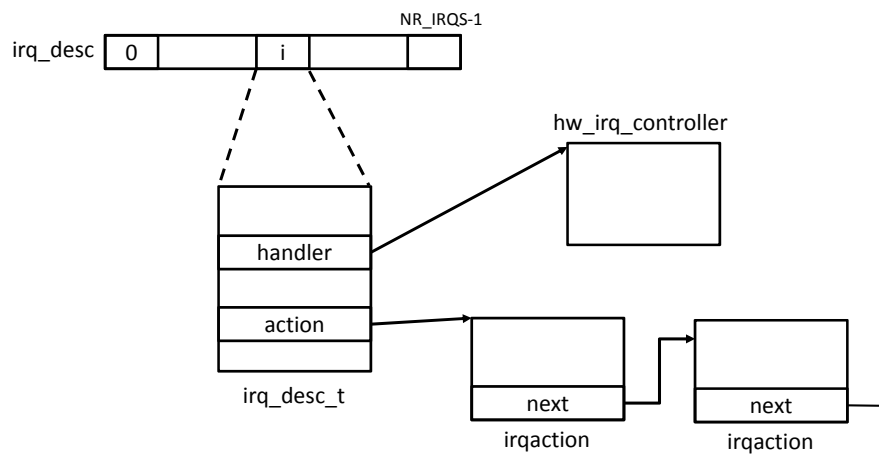 NR_IRQS-1
irq_desc 0 i
hw_irq_controller
handler
action
irq_desc_t
next next
irqaction irqaction